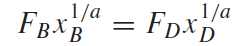 $F_B x_B^{1/a} = F_D x_D^{1/a}$